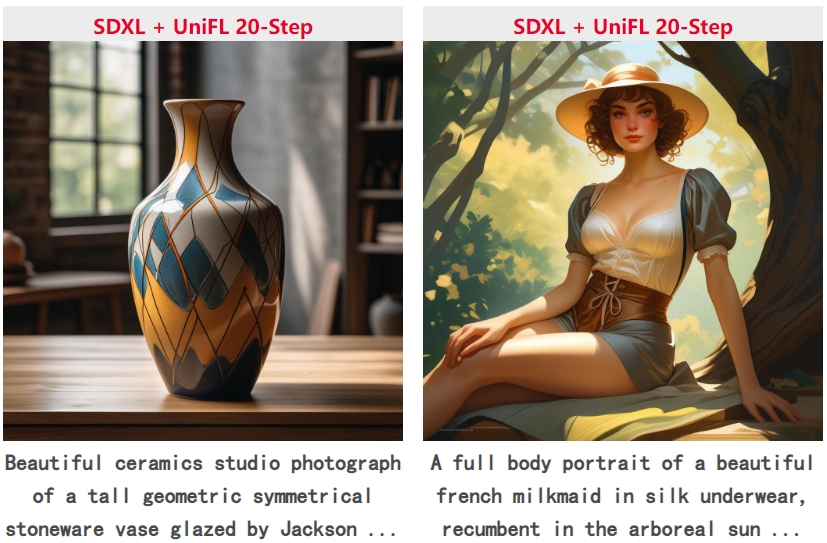 SDXL + UniFL 20-Step
Beautiful ceramics studio photograph
of a tall geometric symmetrical
stoneware vase glazed by Jackson ...
SDXL + UniFL 20-Step
A full body portrait of a beautiful
french milkmaid in silk underwear,
recumbent in the arboreal sun ...